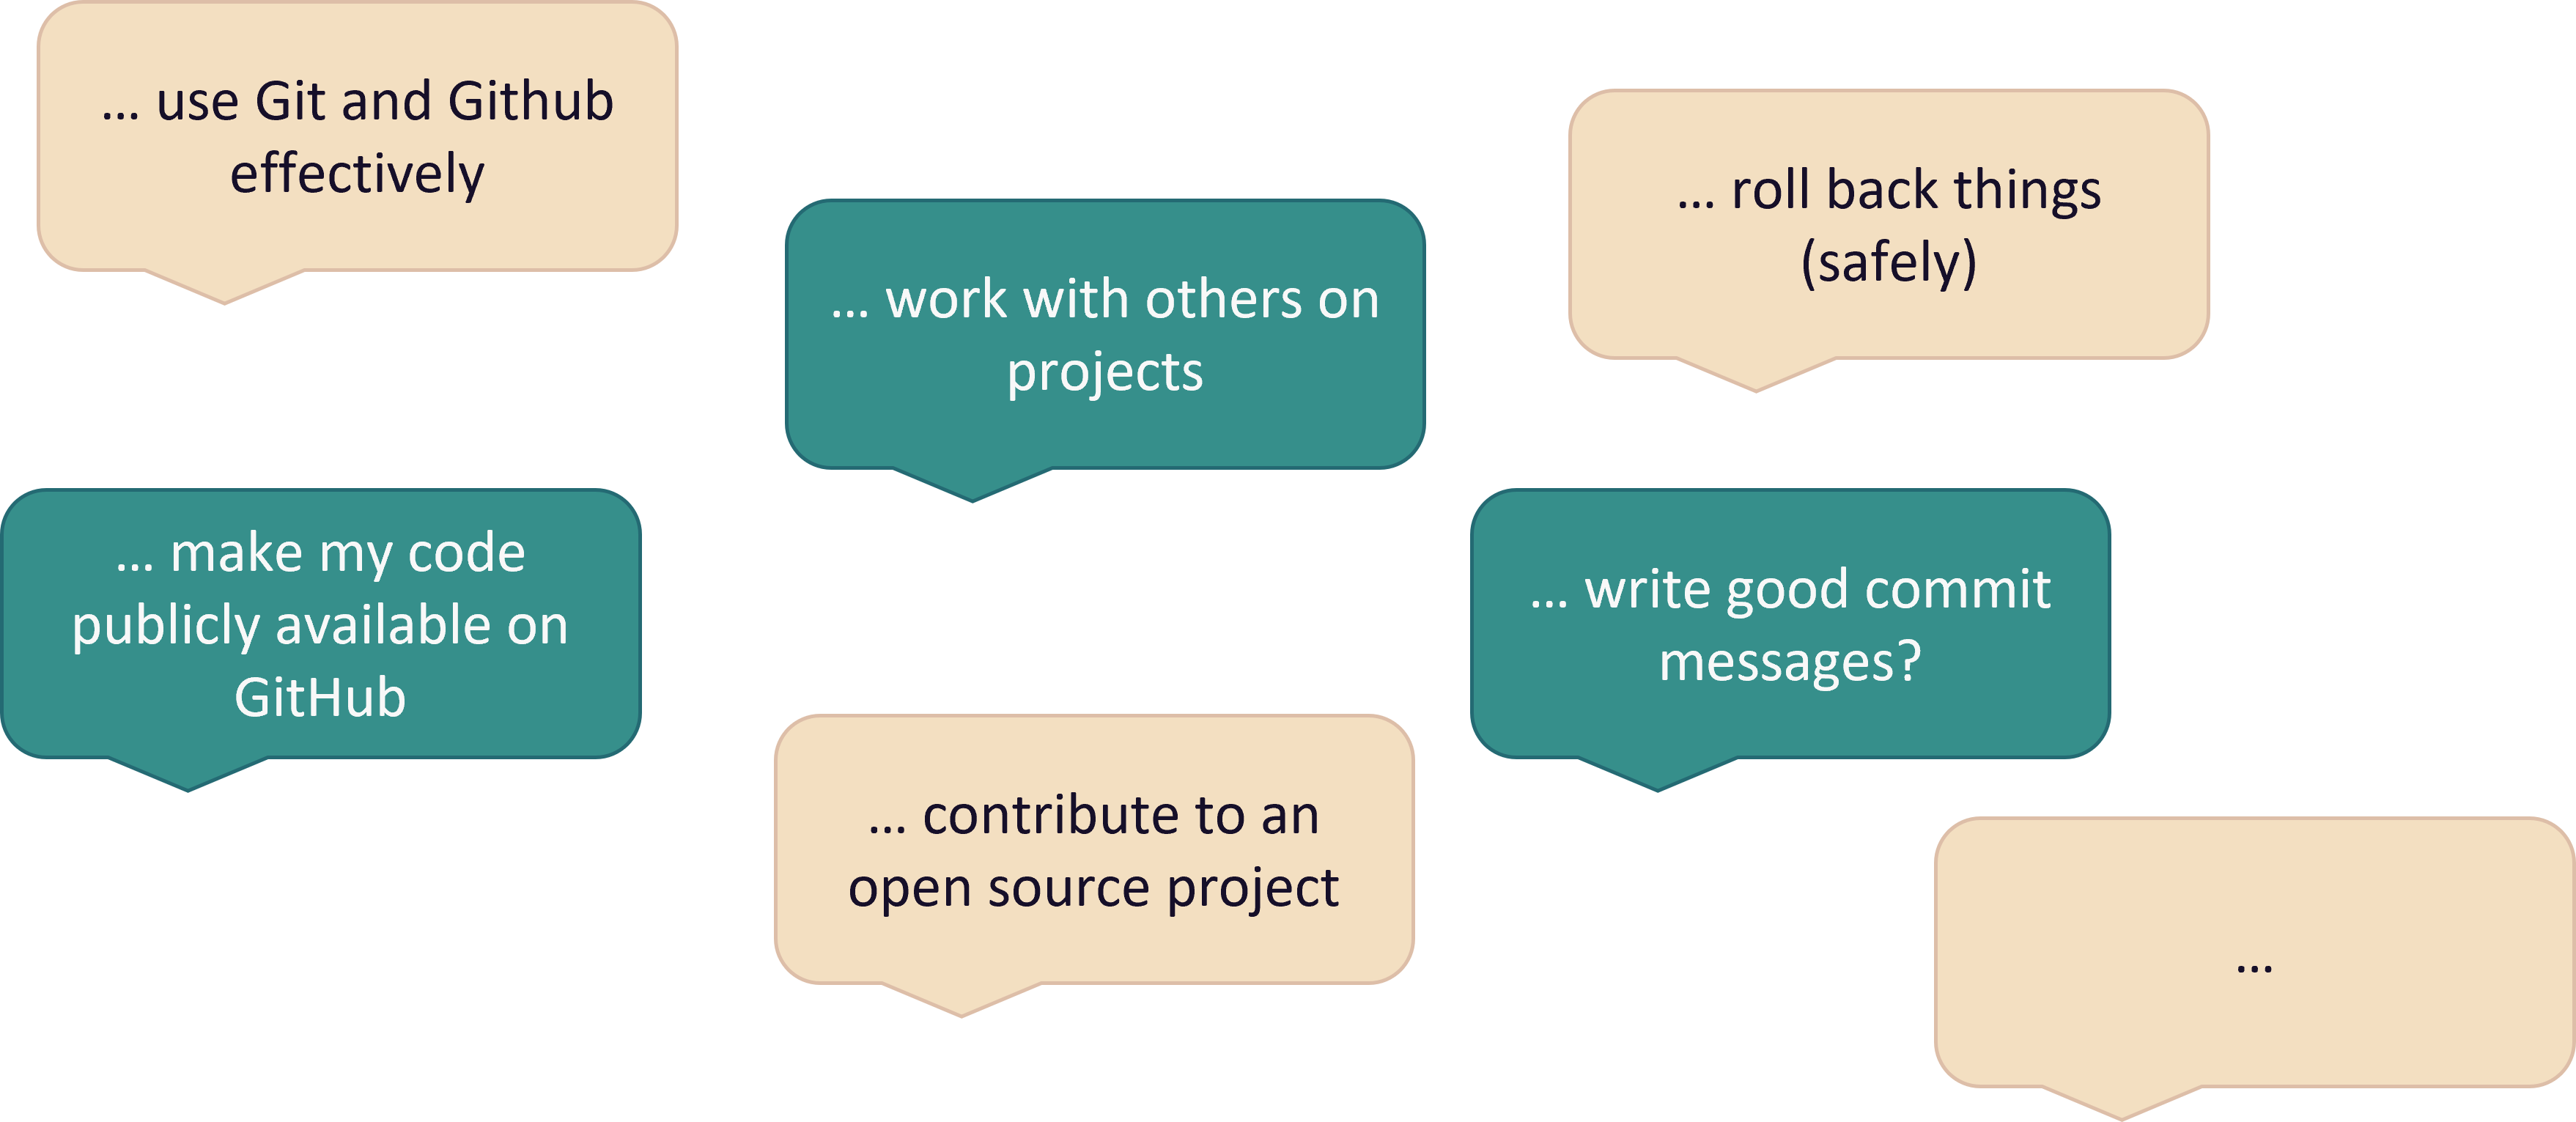 ... use Git and Github
effectively
... work with others on
projects
... roll back things
(safely)
... make my code
publicly available on
GitHub
... write good commit
messages?
... contribute to an
open source project
...